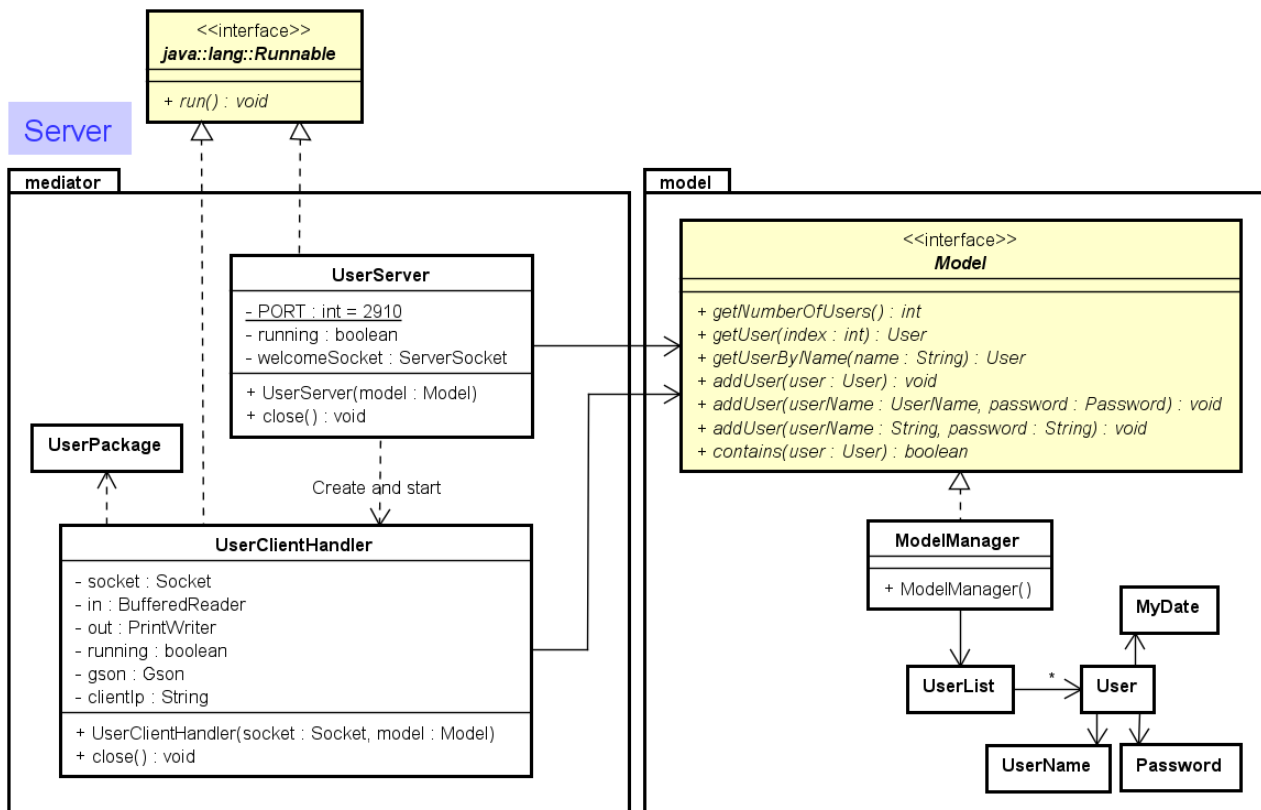 <<interface>>
java::lang::Runnable
+ run() : void
Server
mediator
UserServer
- PORT : int = 2910
- running : boolean
- welcomeSocket : ServerSocket
+ UserServer(model : Model)
+ close() : void
UserPackage
Create and start
UserClientHandler
- socket : Socket
- in : BufferedReader
- out : PrintWriter
- running : boolean
- gson : Gson
- clientIp : String
+ UserClientHandler(socket : Socket, model : Model)
+ close() : void
model
<<interface>>
Model
+ getNumberOfUsers() : int
+ getUser(index : int) : User
+ getUserByName(name : String) : User
+ addUser(user : User) : void
+ addUser(userName : UserName, password : Password) : void
+ addUser(userName : String, password : String) : void
+ contains(user : User) : boolean
ModelManager
+ ModelManager()
MyDate
UserList
*
User
UserName
Password